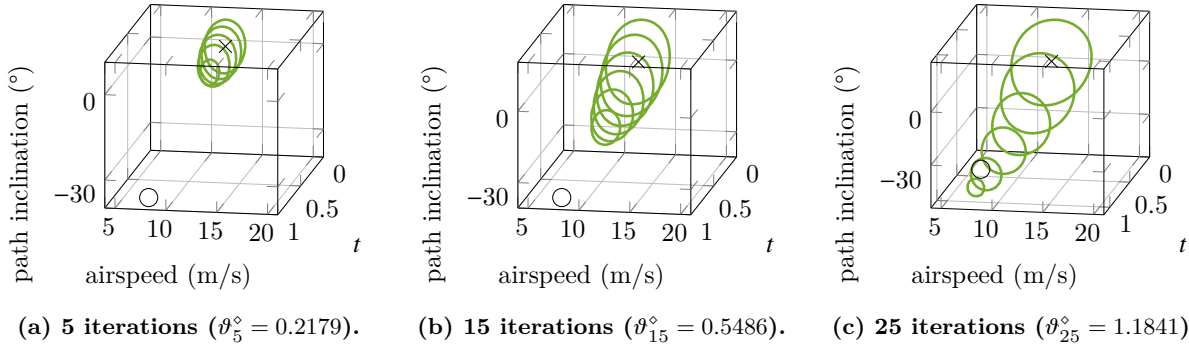 path inclination (°)
0
−30
5
10
15
20
0
0.5
1
t
airspeed (m/s)
(a) 5 iterations (ϑ⋄5 = 0.2179).
path inclination (°)
0
−30
5
10
15
20
0
0.5
1
t
airspeed (m/s)
(b) 15 iterations (ϑ⋄15 = 0.5486).
path inclination (°)
0
−30
5
10
15
20
0
0.5
1
t
airspeed (m/s)
(c) 25 iterations (ϑ⋄25 = 1.1841)